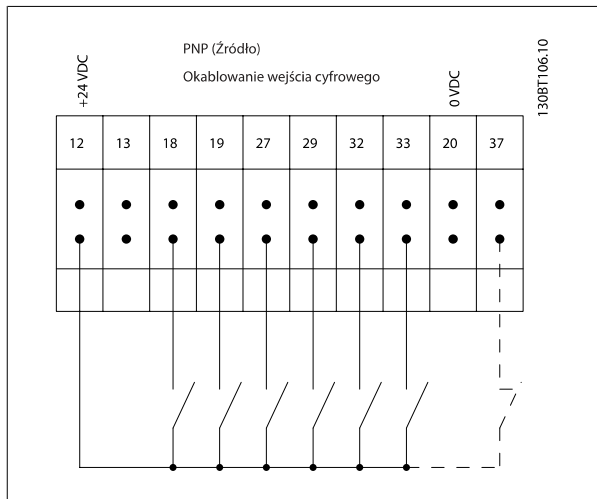 PNP (Źródło)
Okablowanie wejścia cyfrowego
+24 VDC
0 VDC
130BT106.10
12 13 18 19 27 29 32 33 20 37